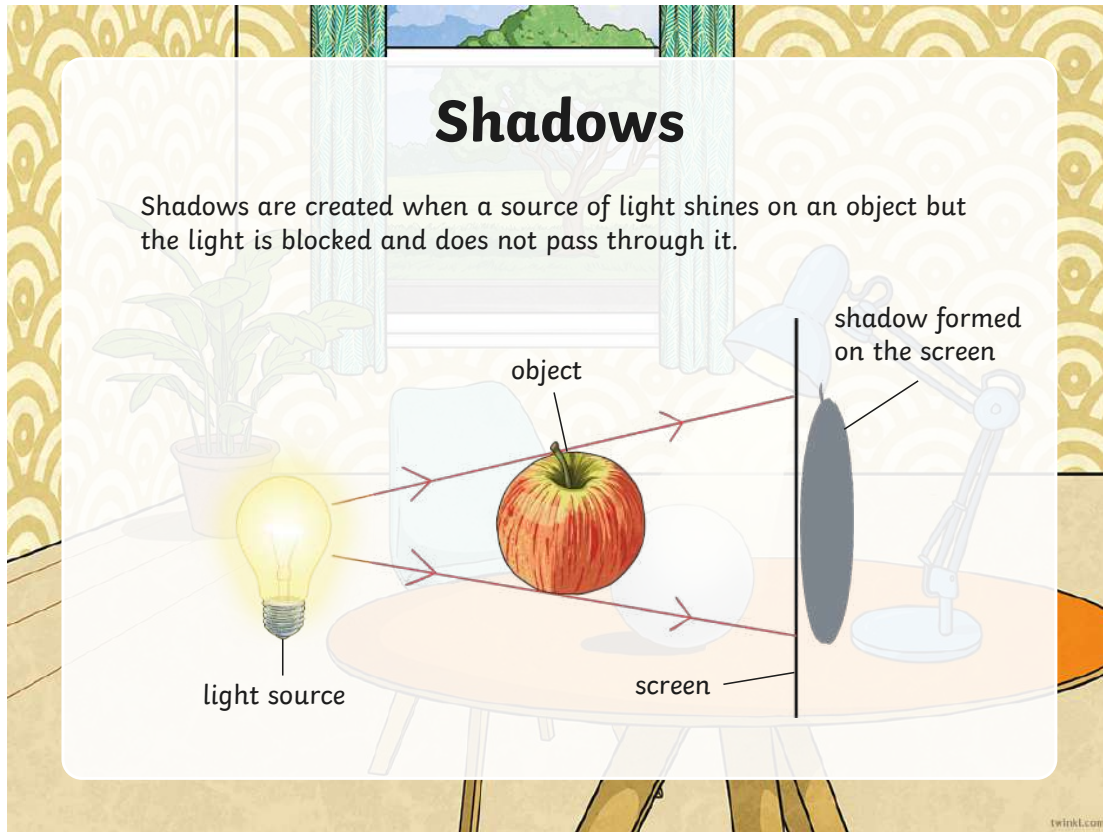 Shadows
Shadows are created when a source of light shines on an object but
the light is blocked and does not pass through it.
shadow formed
on the screen
object
light source
screen
twinkl.com